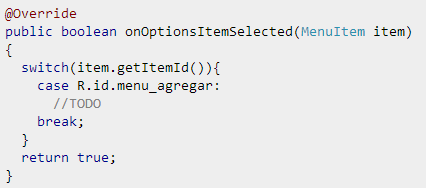 @Override
public boolean onOptionsItemSelected(MenuItem item)
{
  switch(item.getItemId()){
    case R.id.menu_agregar:
      //TODO
    break;
  }
  return true;
}